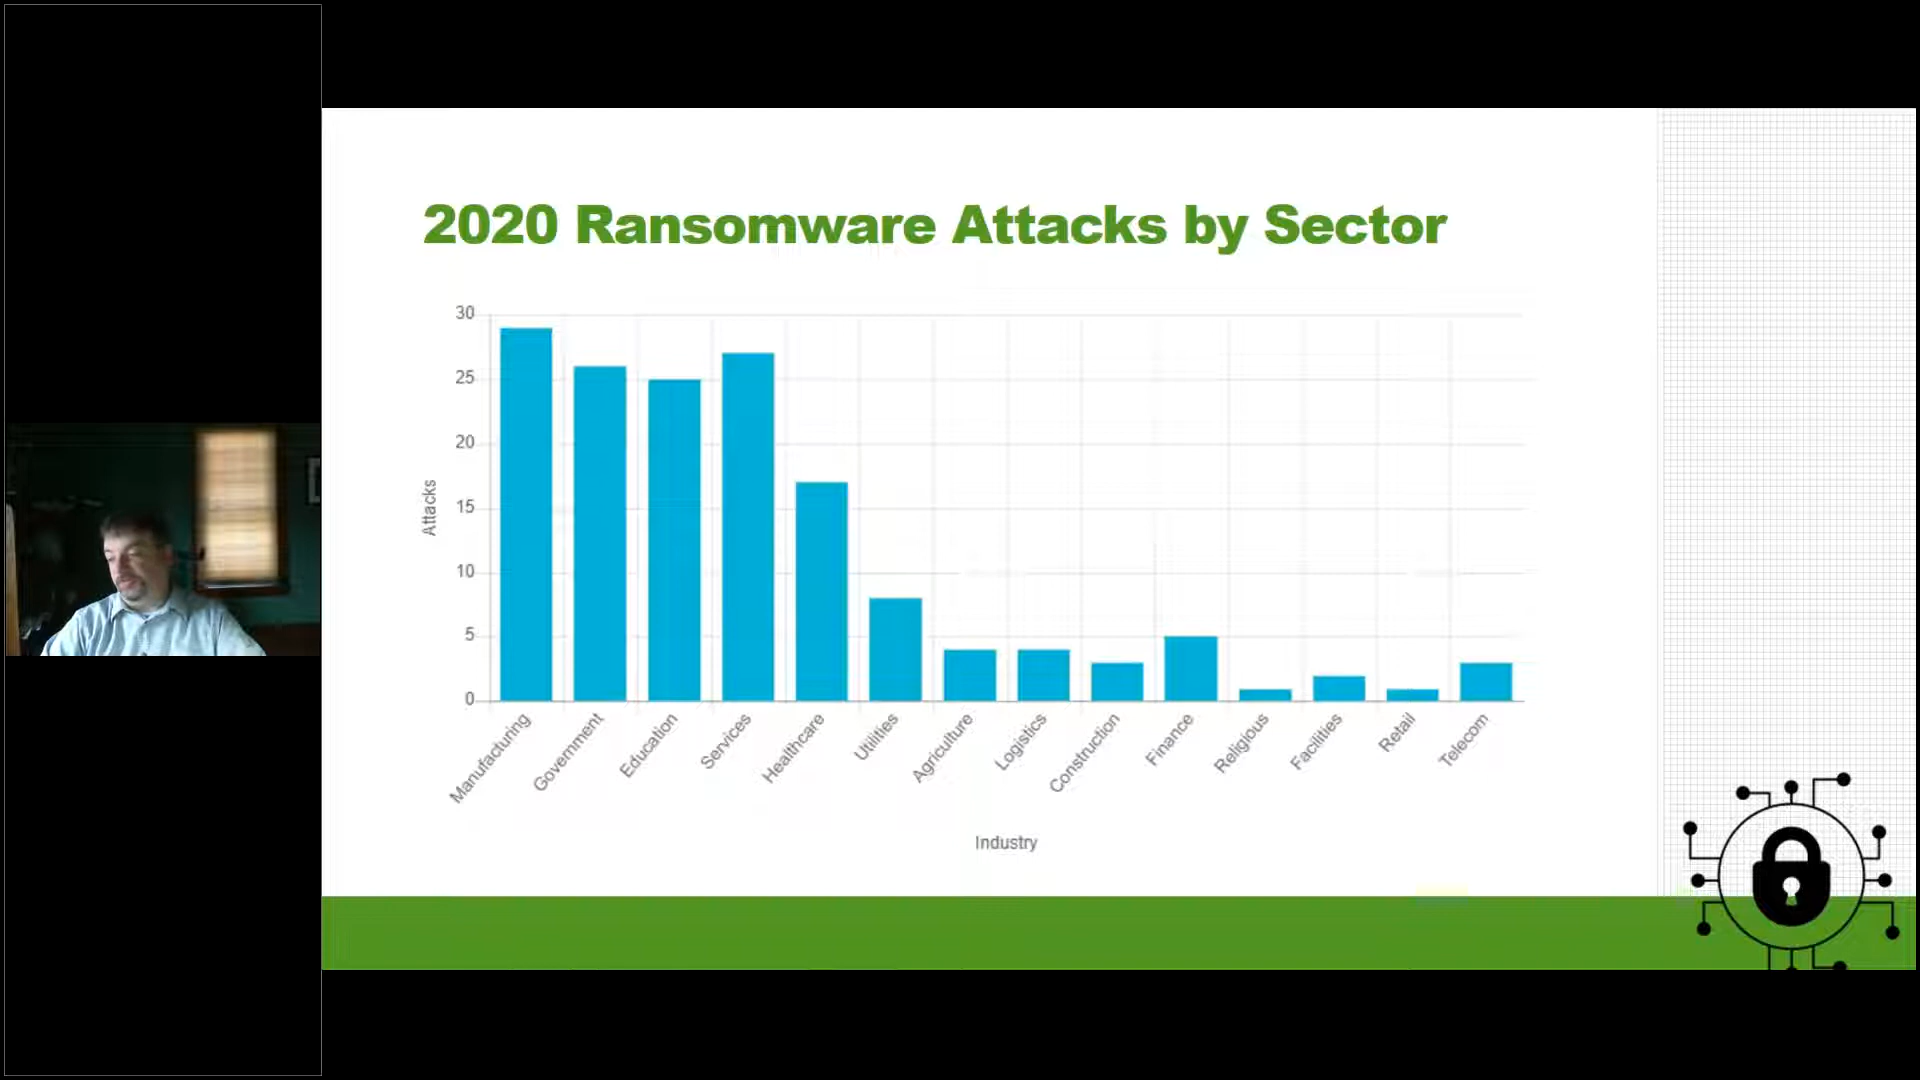 2020 Ransomware Attacks by Sector
30
25
20
15
10
5
0
Attacks
Manufacturing
Government
Education
Services
Healthcare
Utilities
Agriculture
Logistics
Construction
Finance
Religious
Facilities
Retail
Telecom
Industry